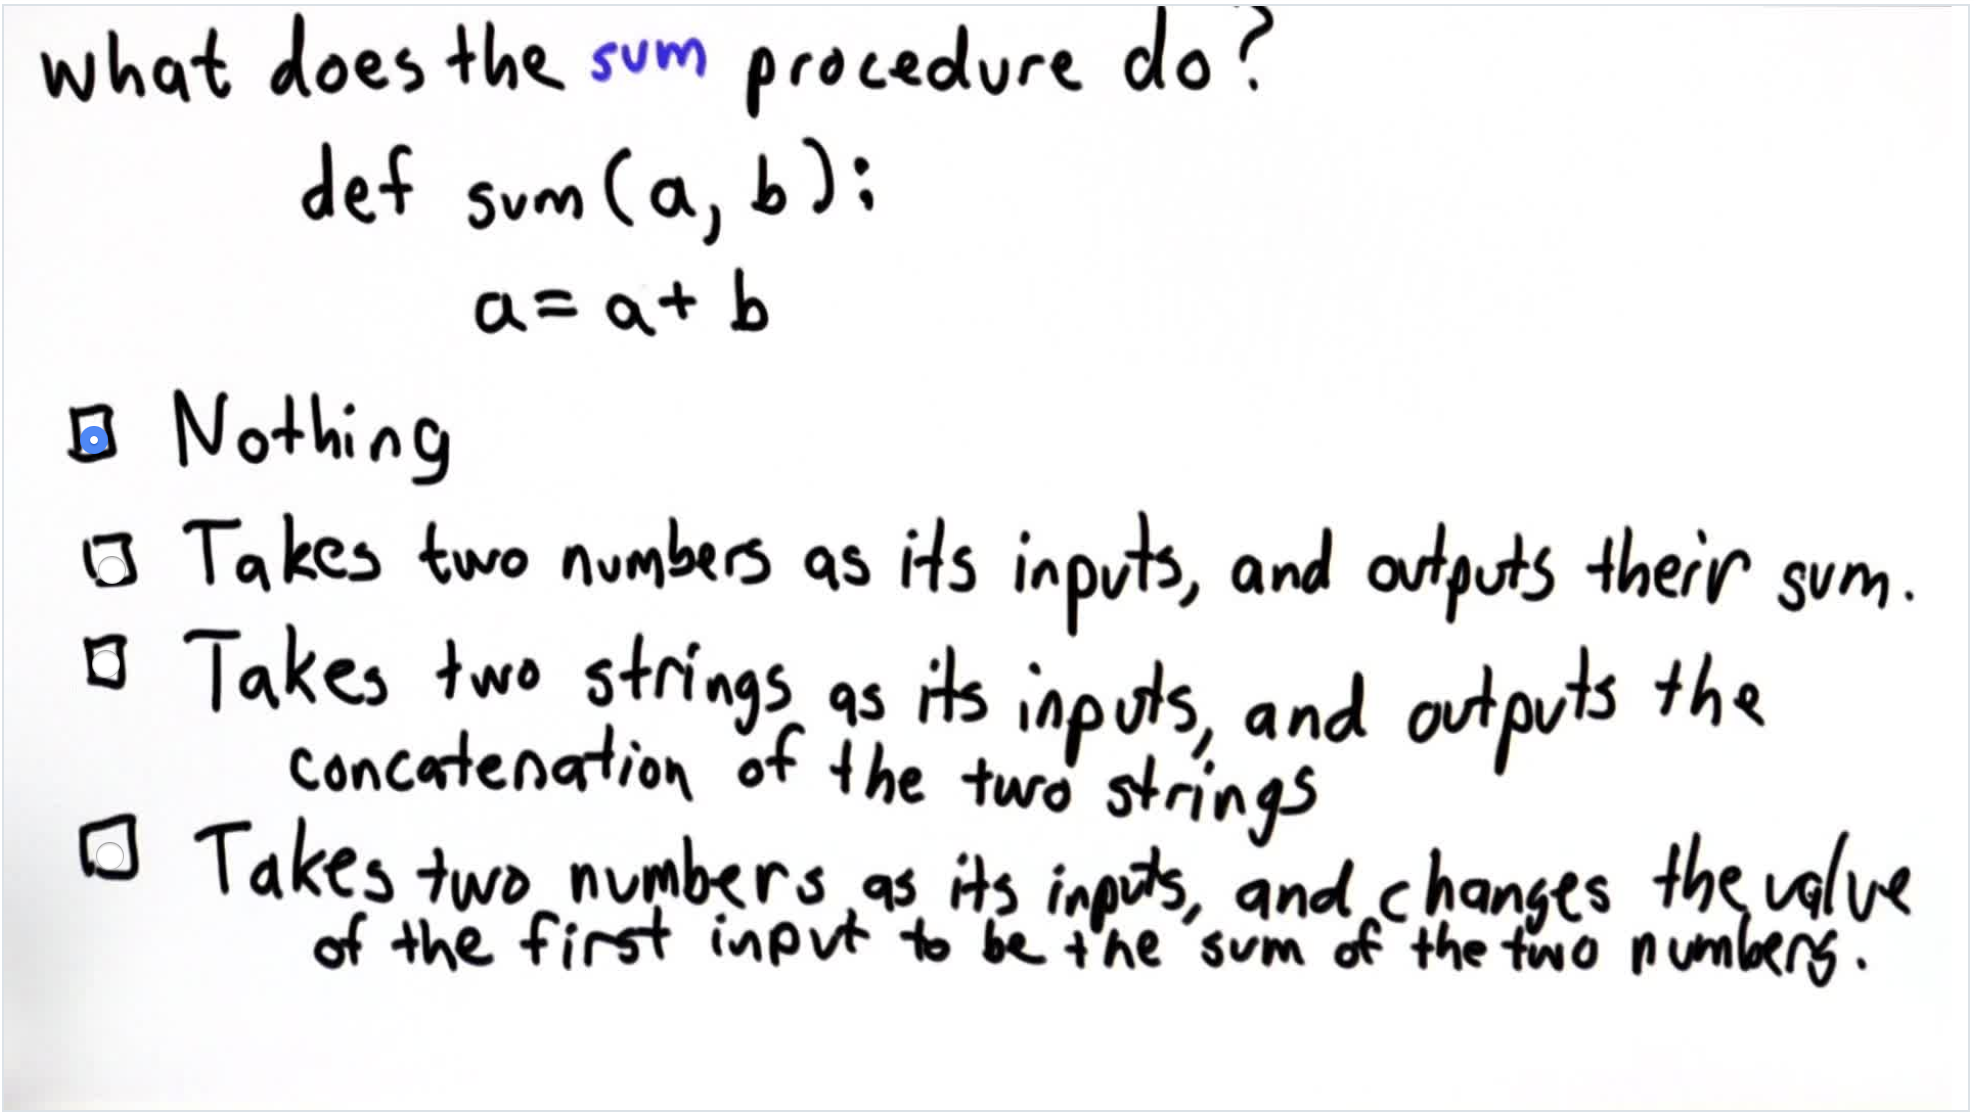 what does the sum procedure do?
def sum(a, b):
a = a + b
Nothing
Takes two numbers as its inputs, and outputs their sum.
Takes two strings as its inputs, and outputs the
concatenation of the two strings
Takes two numbers as its inputs, and changes the value
of the first input to be the sum of the two numbers.